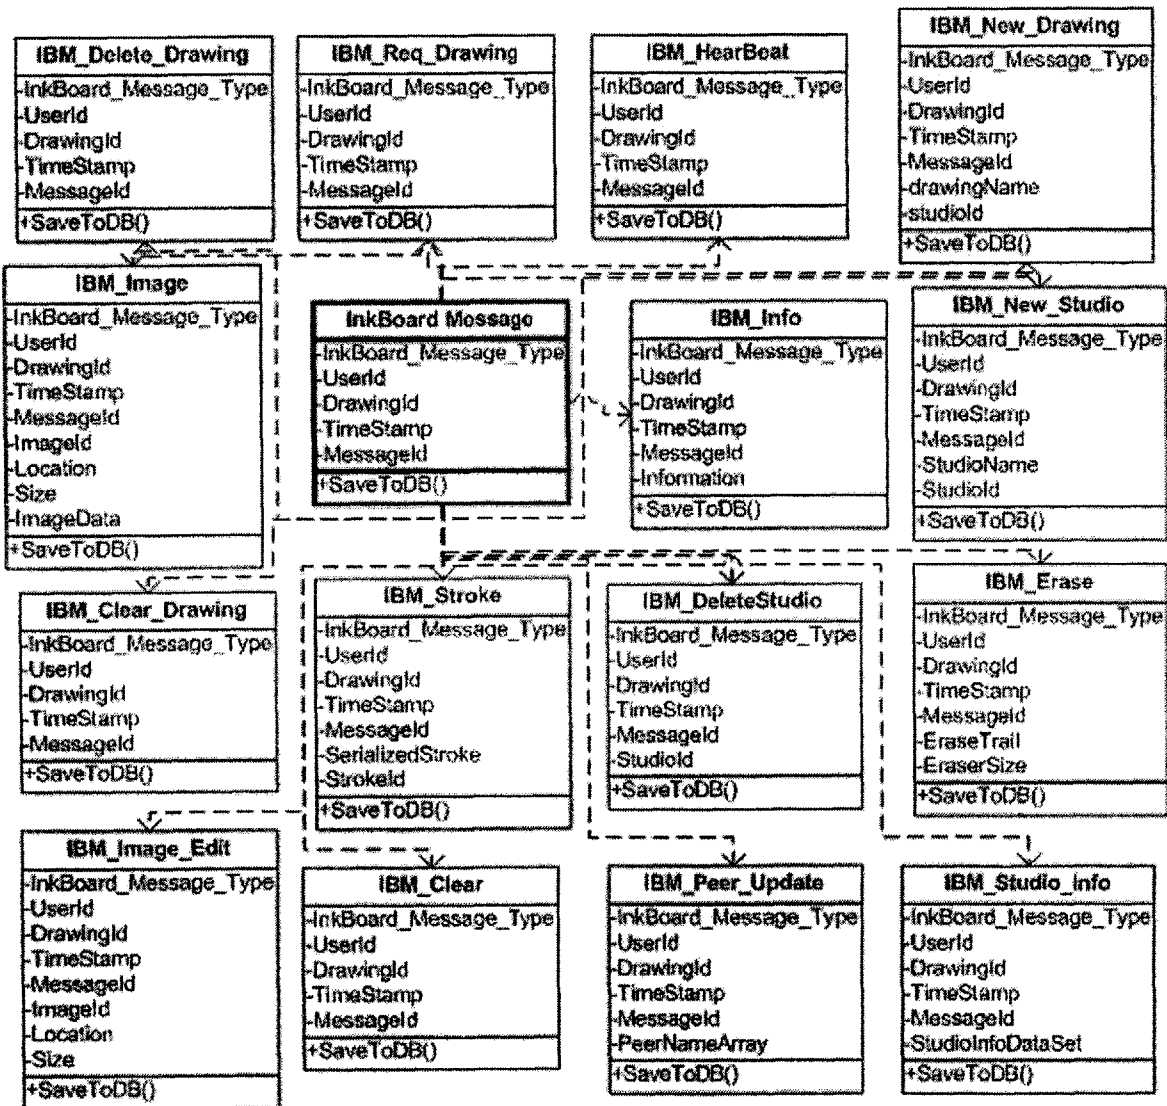 IBM_Delete_Drawing
-InkBoard_Message_Type
-UserId
-DrawingId
-TimeStamp
-MessageId
+SaveToDB()
IBM_Req_Drawing
-InkBoard_Message_Type
-UserId
-DrawingId
-TimeStamp
-MessageId
+SaveToDB()
IBM_HearBeat
-InkBoard_Message_Type
-UserId
-DrawingId
-TimeStamp
-MessageId
+SaveToDB()
IBM_New_Drawing
-InkBoard_Message_Type
-UserId
-DrawingId
-TimeStamp
-MessageId
-drawingName
-studioId
+SaveToDB()
IBM_Image
-InkBoard_Message_Type
-UserId
-DrawingId
-TimeStamp
-MessageId
-ImageId
-Location
-Size
-ImageData
+SaveToDB()
InkBoard Message
-InkBoard_Message_Type
-UserId
-DrawingId
-TimeStamp
-MessageId
+SaveToDB()
IBM_Info
-InkBoard_Message_Type
-UserId
-DrawingId
-TimeStamp
-MessageId
-Information
+SaveToDB()
IBM_New_Studio
-InkBoard_Message_Type
-UserId
-DrawingId
-TimeStamp
-MessageId
-StudioName
-StudioId
+SaveToDB()
IBM_Clear_Drawing
-InkBoard_Message_Type
-UserId
-DrawingId
-TimeStamp
-MessageId
+SaveToDB()
IBM_Stroke
-InkBoard_Message_Type
-UserId
-DrawingId
-TimeStamp
-MessageId
-SerializedStroke
-StrokeId
+SaveToDB()
IBM_DeleteStudio
-InkBoard_Message_Type
-UserId
-DrawingId
-TimeStamp
-MessageId
-StudioId
+SaveToDB()
IBM_Erase
-InkBoard_Message_Type
-UserId
-DrawingId
-TimeStamp
-MessageId
-EraseTrail
-EraserSize
+SaveToDB()
IBM_Image_Edit
-InkBoard_Message_Type
-UserId
-DrawingId
-TimeStamp
-MessageId
-ImageId
-Location
-Size
+SaveToDB()
IBM_Clear
-InkBoard_Message_Type
-UserId
-DrawingId
-TimeStamp
-MessageId
+SaveToDB()
IBM_Peer_Update
-InkBoard_Message_Type
-UserId
-DrawingId
-TimeStamp
-MessageId
-PeerNameArray
+SaveToDB()
IBM_Studio_info
-InkBoard_Message_Type
-UserId
-DrawingId
-TimeStamp
-MessageId
-StudioInfoDataSet
+SaveToDB()